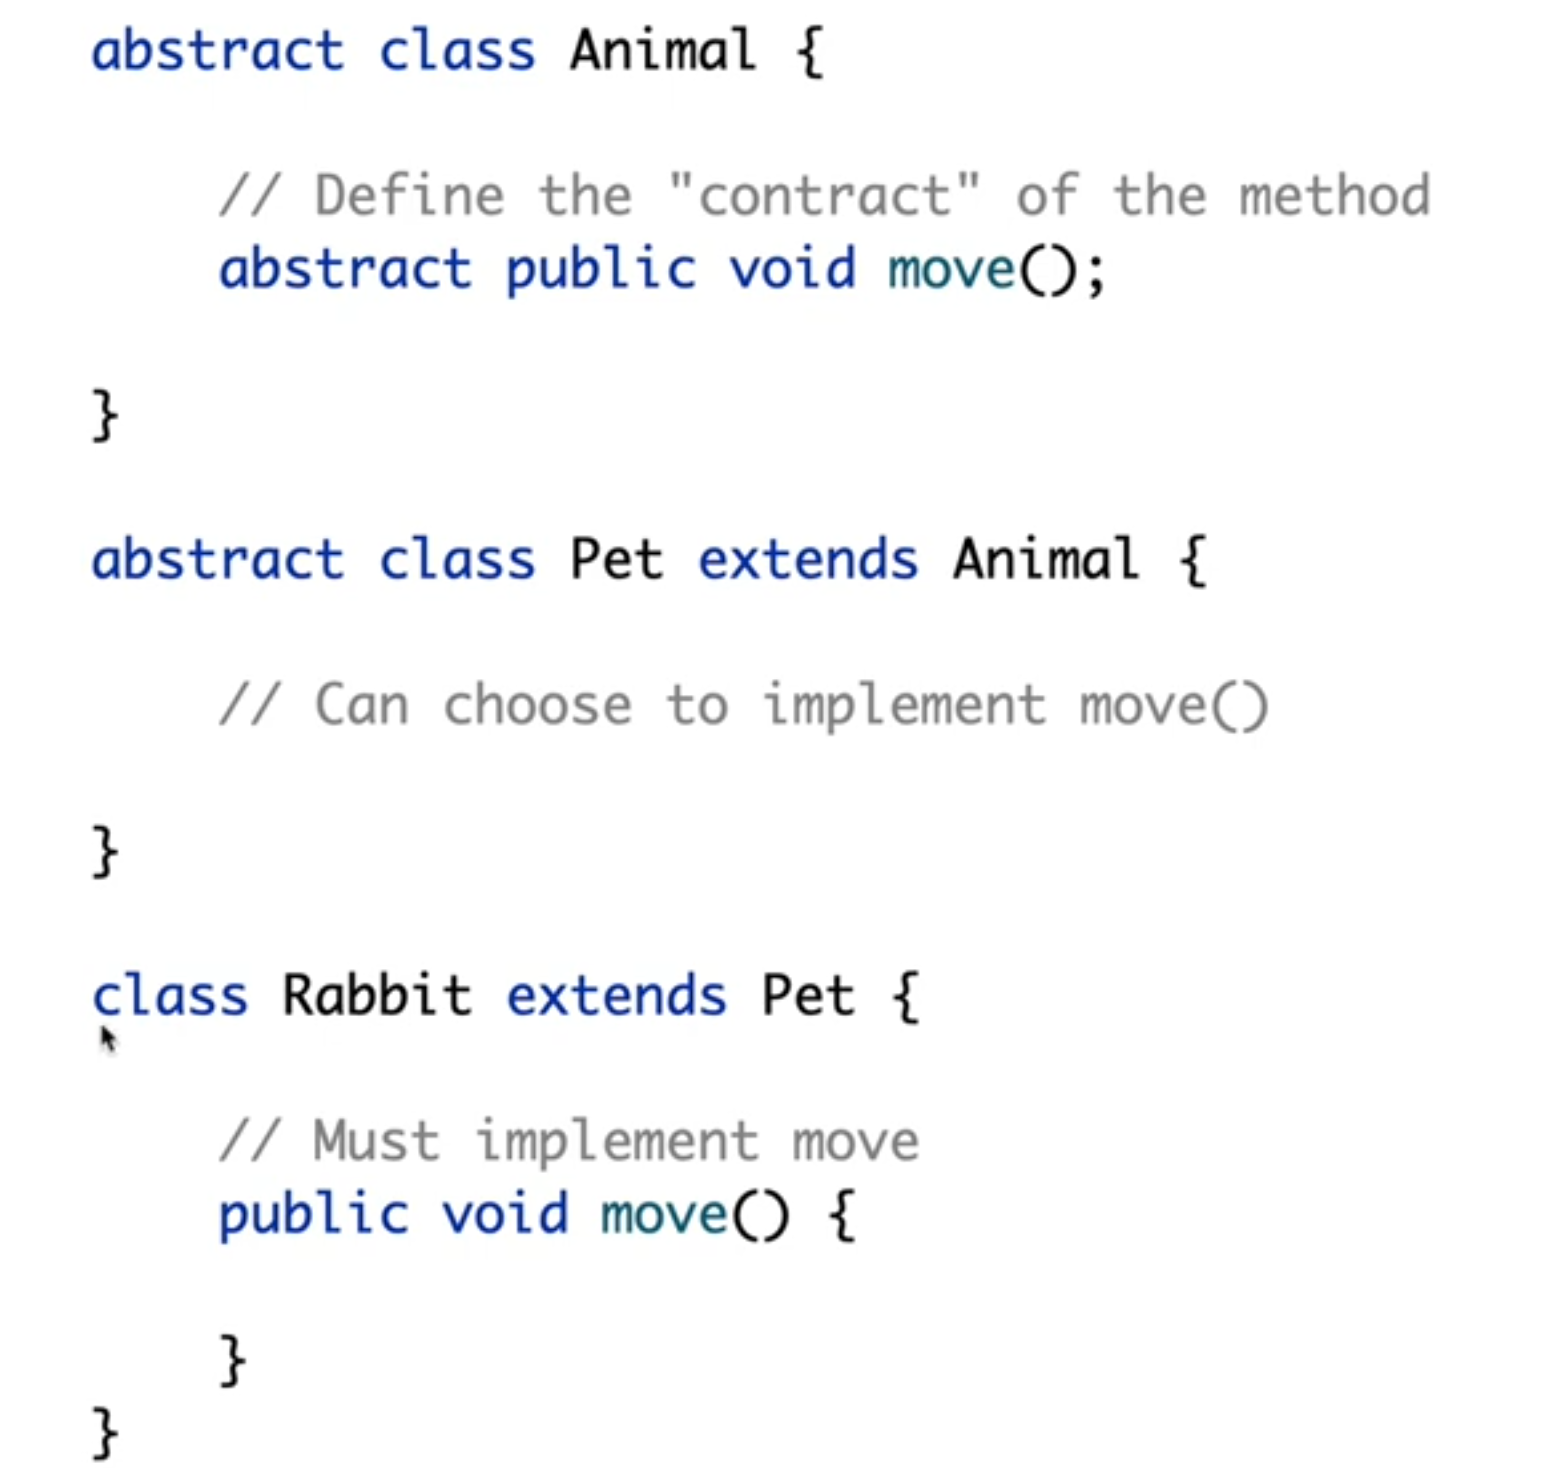 abstract class Animal {
// Define the "contract" of the method
abstract public void move();
}
abstract class Pet extends Animal {
// Can choose to implement move()
}
class Rabbit extends Pet {
// Must implement move
public void move() {
}
}